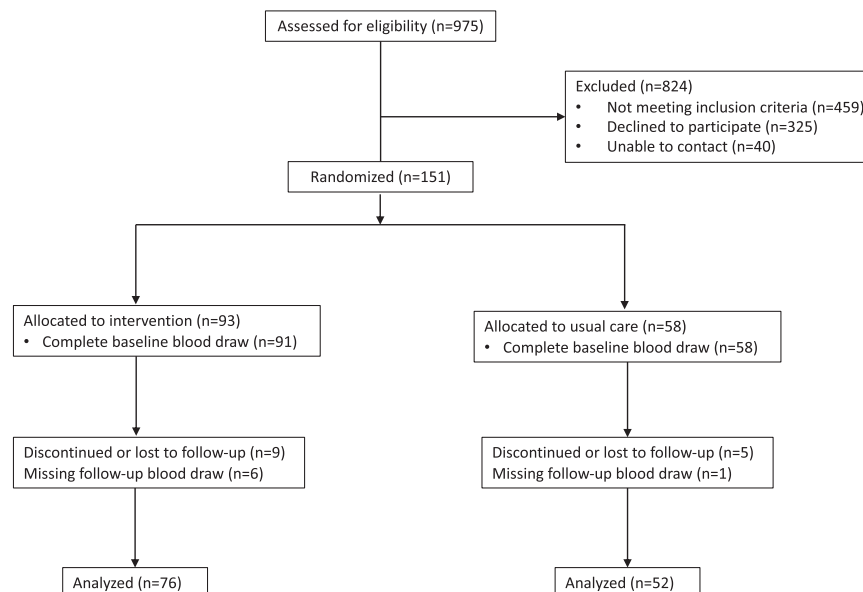 Assessed for eligibility (n=975)
Excluded (n=824)
• Not meeting inclusion criteria (n=459)
• Declined to participate (n=325)
• Unable to contact (n=40)
Randomized (n=151)
Allocated to intervention (n=93)
• Complete baseline blood draw (n=91)
Allocated to usual care (n=58)
• Complete baseline blood draw (n=58)
Discontinued or lost to follow-up (n=9)
Missing follow-up blood draw (n=6)
Discontinued or lost to follow-up (n=5)
Missing follow-up blood draw (n=1)
Analyzed (n=76)
Analyzed (n=52)